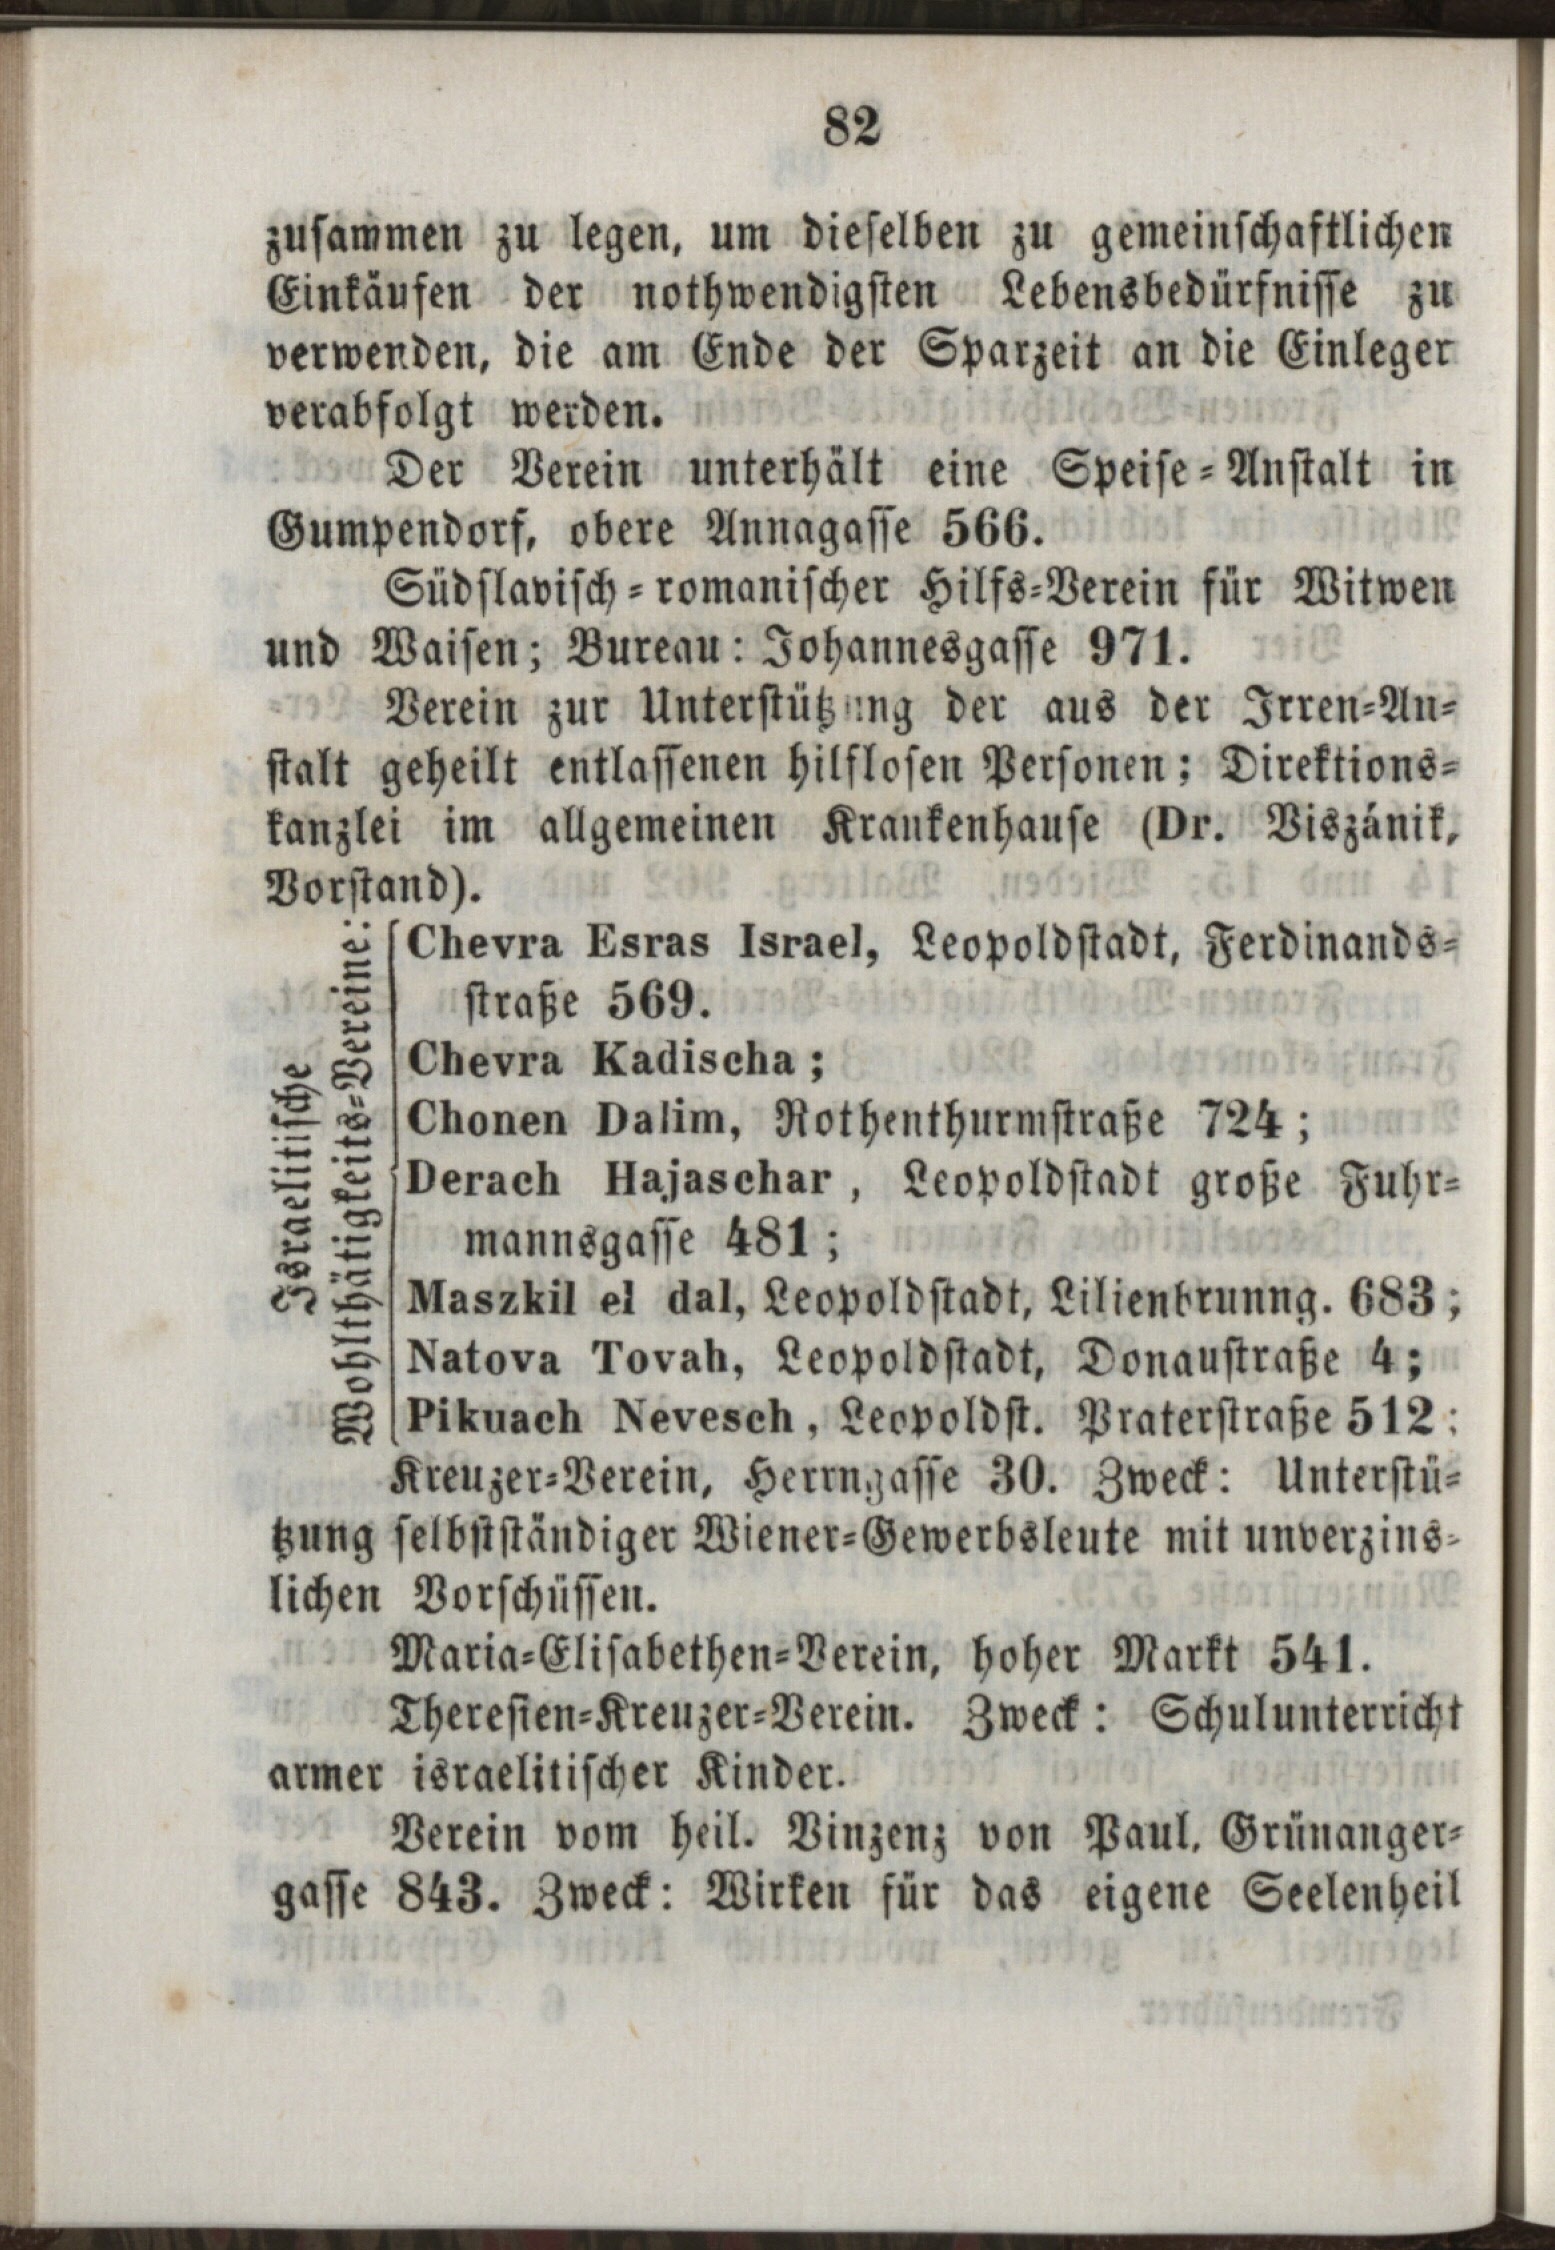 82
zusammen zu legen, um dieselben zu gemeinschaftlichen
Einkäufen der nothwendigsten Lebensbedürfnisse zu
verwenden, die am Ende der Sparzeit an die Einleger
verabfolgt werden.
Der Verein unterhält eine Speise-Anstalt in
Gumpendorf, obere Annagasse 566.
Südslavisch-romanischer Hilfs-Verein für Witwen
und Waisen; Bureau: Johannesgasse 971.
Verein zur Unterstützung der aus der Irren-An-
stalt geheilt entlassenen hilflosen Personen; Direktions-
kanzlei im allgemeinen Krankenhause (Dr. Viszánik,
Vorstand).
Israelitische
Wohlthätigkeits-Vereine:
Chevra Esras Israel, Leopoldstadt, Ferdinands-
straße 569.
Chevra Kadischa;
Chonen Dalim, Rothenthurmstraße 724;
Derach Hajaschar, Leopoldstadt große Fuhr-
mannsgasse 481;
Maszkil el dal, Leopoldstadt, Lilienbrunng. 683;
Natova Tovah, Leopoldstadt, Donaustraße 4;
Pikuach Nevesch, Leopoldst. Praterstraße 512;
Kreuzer-Verein, Herrngasse 30. Zweck: Unterstü-
tzung selbstständiger Wiener-Gewerbsleute mit unverzins-
lichen Vorschüssen.
Maria-Elisabethen-Verein, hoher Markt 541.
Theresien-Kreuzer-Verein. Zweck: Schulunterricht
armer israelitischer Kinder.
Verein vom heil. Vinzenz von Paul, Grünanger-
gasse 843. Zweck: Wirken für das eigene Seelenheil